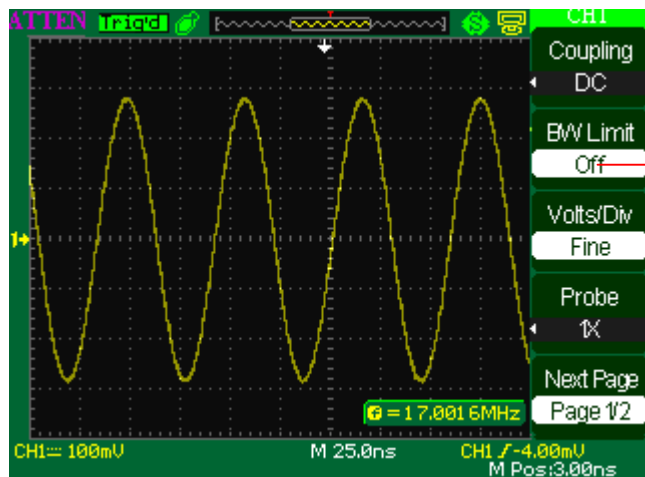 ATTEN Trig'd CH1
Coupling
DC
BW Limit
Off
Volts/Div
Fine
Probe
1X
Next Page
Page 1/2
1
f = 17.0016MHz
CH1 100mV M 25.0ns CH1 -4.00mV
M Pos:3.00ns